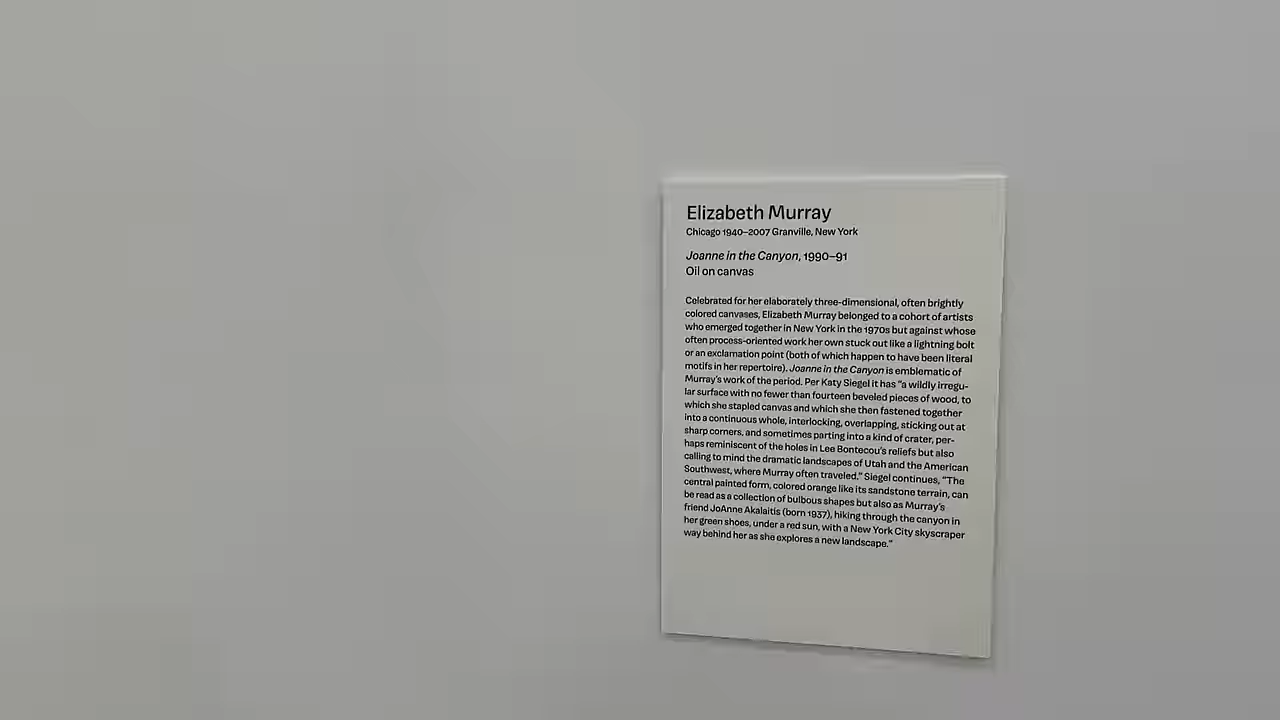 Elizabeth Murray
Chicago 1940–2007 Granville, New York
Joanne in the Canyon, 1990–91
Oil on canvas
Celebrated for her elaborately three-dimensional, often brightly
colored canvases, Elizabeth Murray belonged to a cohort of artists
who emerged together in New York in the 1970s but against whose
often process-oriented work her own stuck out like a lightning bolt
or an exclamation point (both of which happen to have been literal
motifs in her repertoire). Joanne in the Canyon is emblematic of
Murray's work of the period. Per Katy Siegel it has "a wildly irregu-
lar surface with no fewer than fourteen beveled pieces of wood, to
which she stapled canvas and which she then fastened together
into a continuous whole, interlocking, overlapping, sticking out at
sharp corners, and sometimes parting into a kind of crater, per-
haps reminiscent of the holes in Lee Bontecou's reliefs but also
calling to mind the dramatic landscapes of Utah and the American
Southwest, where Murray often traveled." Siegel continues, "The
central painted form, colored orange like its sandstone terrain, can
be read as a collection of bulbous shapes but also as Murray's
friend JoAnne Akalaitis (born 1937), hiking through the canyon in
her green shoes, under a red sun, with a New York City skyscraper
way behind her as she explores a new landscape."